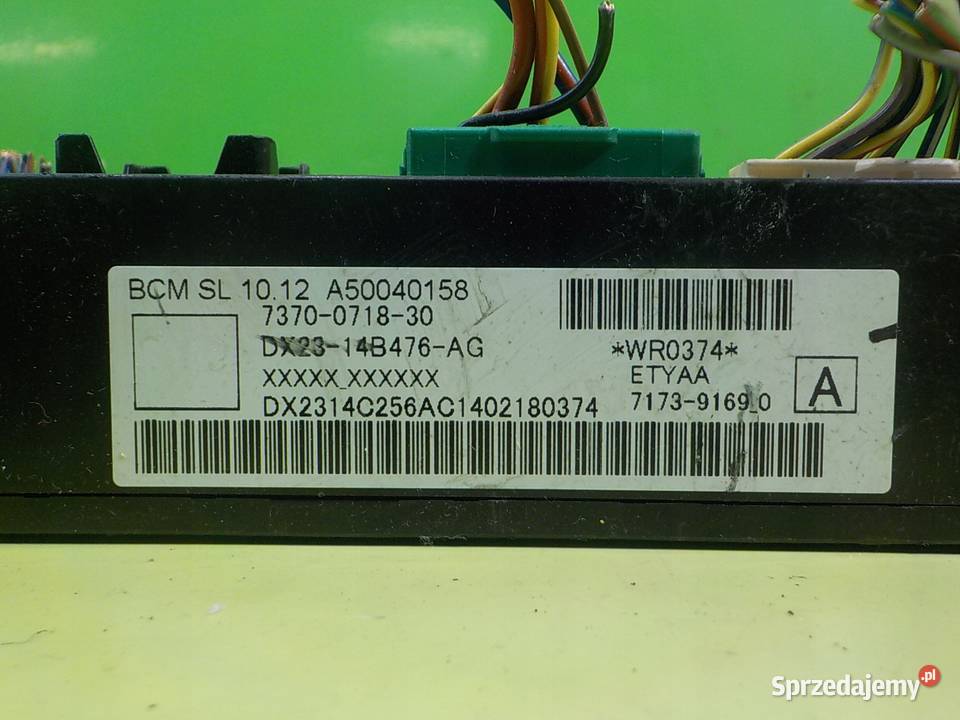 BCM SL 10.12 A50040158
7370-0718-30
DX23-14B476-AG
XXXXX_XXXXXX
DX2314C256AC1402180374
*WR0374*
ETYAA
7173-9169_0
A
Sprzedajemy.pl